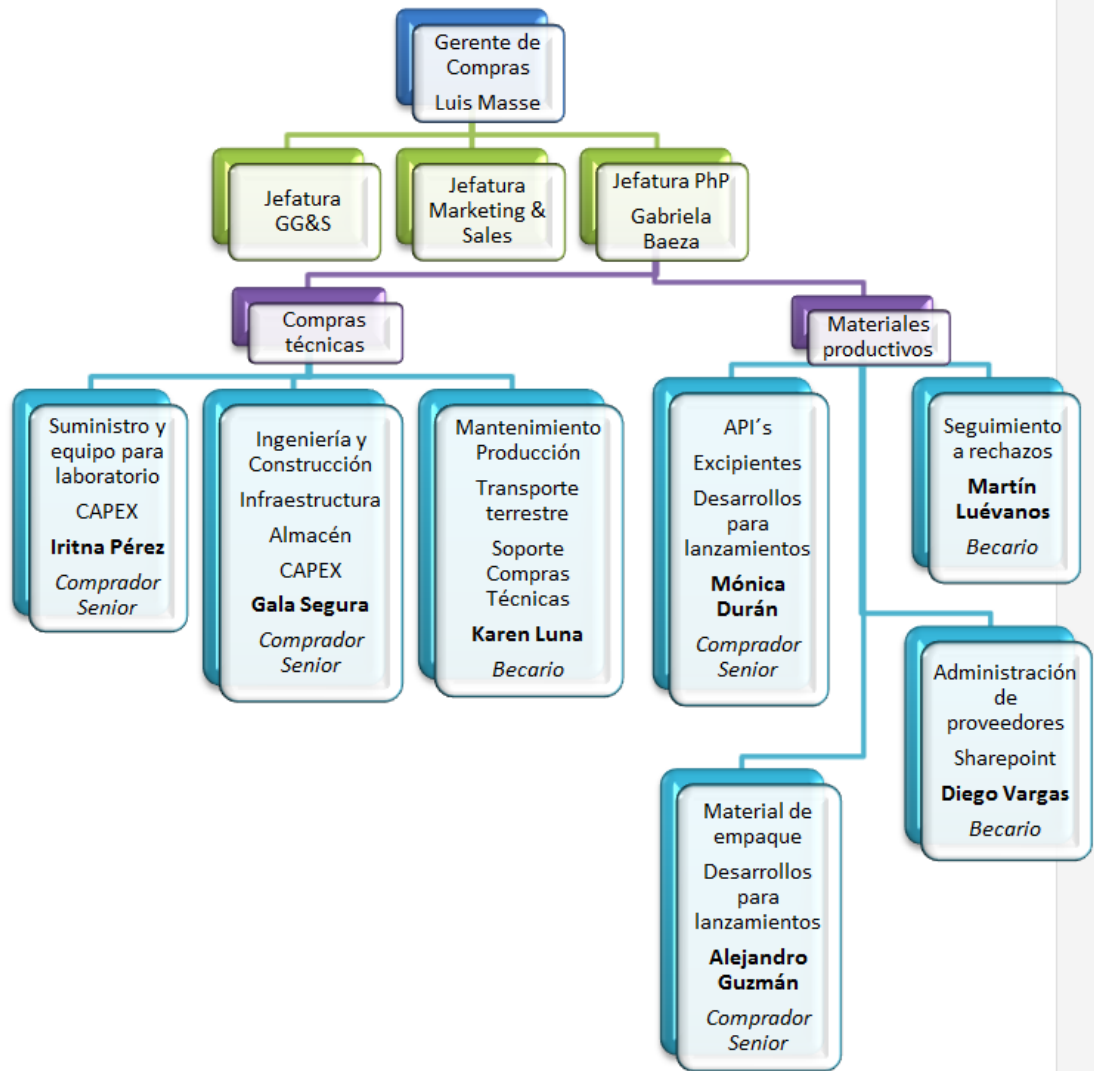 Gerente de
Compras
Luis Masse
Jefatura
GG&S
Jefatura
Marketing &
Sales
Jefatura PhP
Gabriela
Baeza
Compras
técnicas
Materiales
productivos
Suministro y
equipo para
laboratorio
CAPEX
Iritna Pérez
Comprador
Senior
Ingeniería y
Construcción
Infraestructura
Almacén
CAPEX
Gala Segura
Comprador
Senior
Mantenimiento
Producción
Transporte
terrestre
Soporte
Compras
Técnicas
Karen Luna
Becario
API´s
Excipientes
Desarrollos
para
lanzamientos
Mónica
Durán
Comprador
Senior
Seguimiento
a rechazos
Martín
Luévanos
Becario
Administración
de
proveedores
Sharepoint
Diego Vargas
Becario
Material de
empaque
Desarrollos
para
lanzamientos
Alejandro
Guzmán
Comprador
Senior